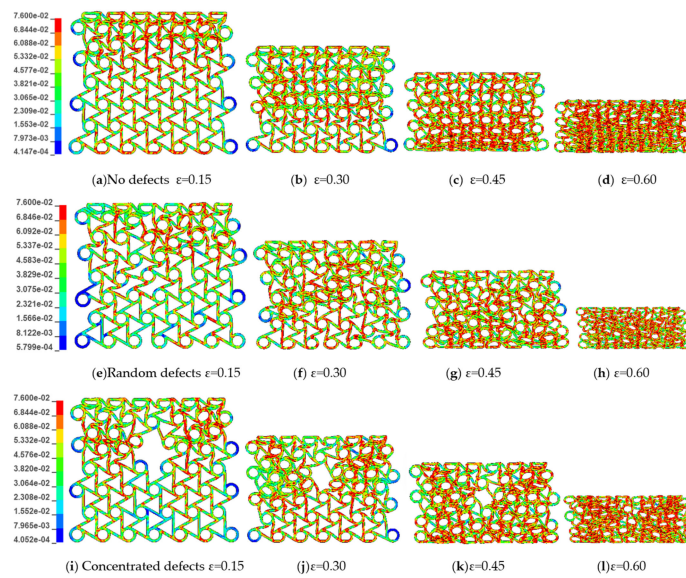 7.600e-02
6.844e-02
6.088e-02
5.332e-02
4.577e-02
3.821e-02
3.065e-02
2.309e-02
1.553e-02
7.973e-03
4.147e-04
(a)No defects ε=0.15
(b) ε=0.30
(c) ε=0.45
(d) ε=0.60
7.600e-02
6.846e-02
6.092e-02
5.337e-02
4.583e-02
3.829e-02
3.075e-02
2.321e-02
1.566e-02
8.122e-03
5.799e-04
(e)Random defects ε=0.15
(f) ε=0.30
(g) ε=0.45
(h) ε=0.60
7.600e-02
6.844e-02
6.088e-02
5.332e-02
4.576e-02
3.820e-02
3.064e-02
2.308e-02
1.552e-02
7.965e-03
4.052e-04
(i) Concentrated defects ε=0.15
(j)ε=0.30
(k)ε=0.45
(l)ε=0.60